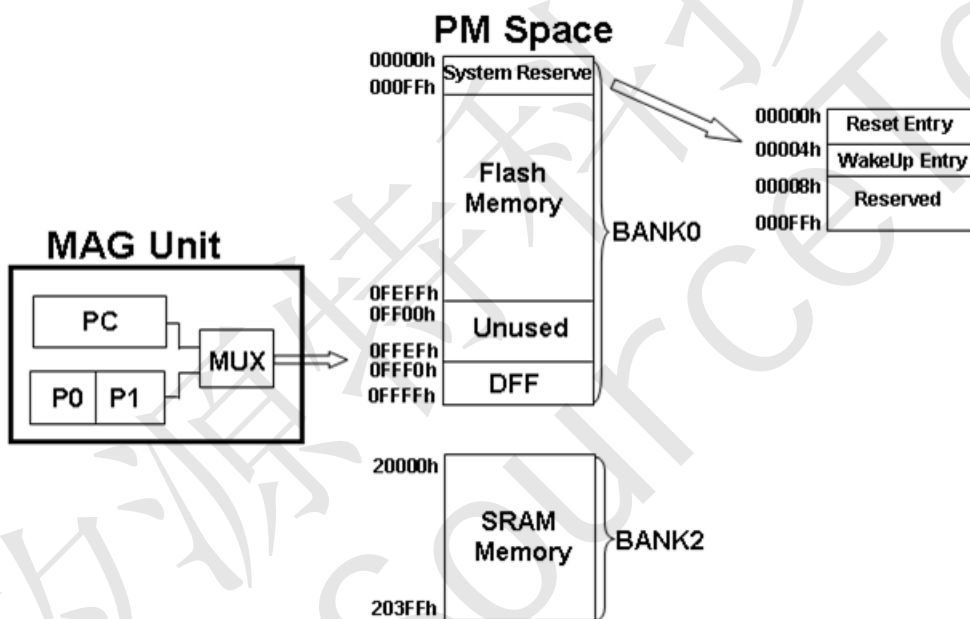 PM Space
00000h
System Reserve
000FFh
Flash
Memory
0FEFFh
0FF00h
Unused
0FFEFh
0FFF0h
DFF
0FFFFh
BANK0
00000h
Reset Entry
00004h
WakeUp Entry
00008h
Reserved
000FFh
MAG Unit
PC
P0
P1
MUX
20000h
SRAM
Memory
BANK2
203FFh